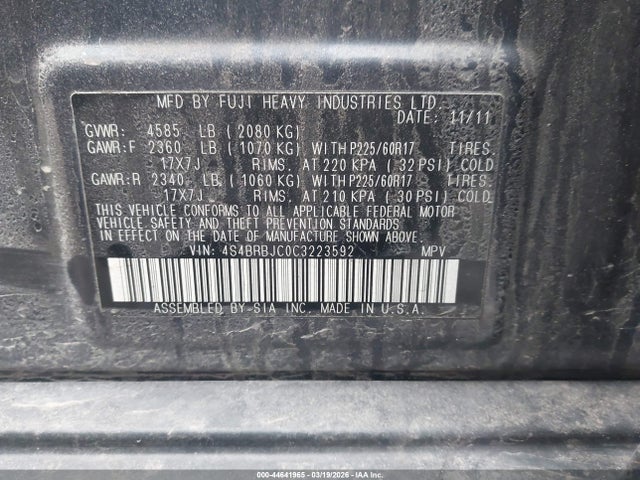 MFD BY FUJI HEAVY INDUSTRIES LTD.
DATE: 11/11
GVWR: 4585 LB ( 2080 KG)
GAWR:F 2360 LB ( 1070 KG) WITH P225/60R17 TIRES.
17X7J RIMS, AT 220 KPA ( 32 PSI) COLD
GAWR:R 2340 LB ( 1060 KG) WITH P225/60R17 TIRES.
17X7J RIMS, AT 210 KPA ( 30 PSI) COLD.
THIS VEHICLE CONFORMS TO ALL APPLICABLE FEDERAL MOTOR
VEHICLE SAFETY AND THEFT PREVENTION STANDARDS
IN EFFECT ON THE DATE OF MANUFACTURE SHOWN ABOVE.
VIN: 4S4BRBJC0C3223592 MPV
ASSEMBLED BY-SIA INC. MADE IN U.S.A.
000-44641965 - 03/19/2026 - IAAI.COM